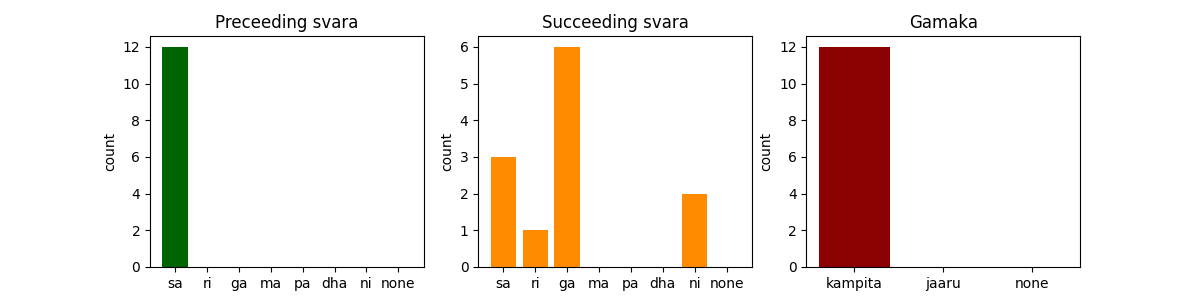 Preceeding svara
count
12
10
8
6
4
2
0
sa ri ga ma pa dha ni none
Succeeding svara
count
6
5
4
3
2
1
0
sa ri ga ma pa dha ni none
Gamaka
count
12
10
8
6
4
2
0
kampita jaaru none